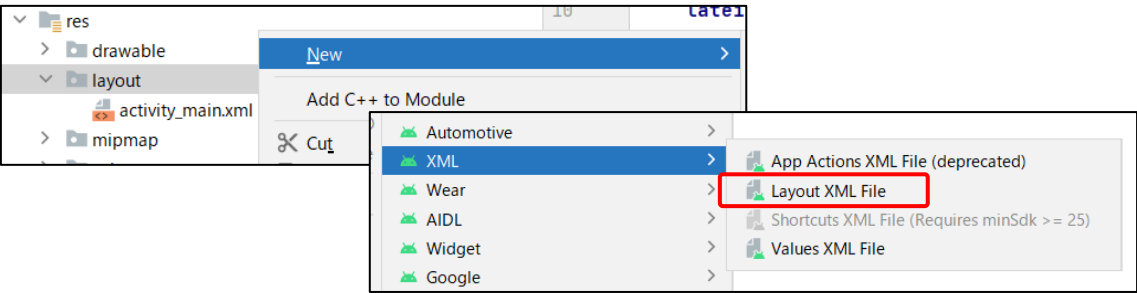 res
drawable
layout
activity_main.xml
mipmap
10
New
Add C++ to Module
Cut
Automotive
XML
Wear
AIDL
Widget
Google
App Actions XML File (deprecated)
Layout XML File
Shortcuts XML File (Requires minSdk >= 25)
Values XML File